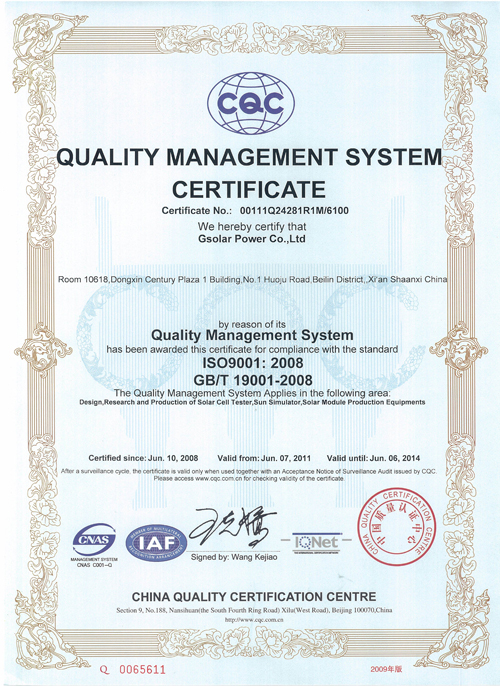 CQC
QUALITY MANAGEMENT SYSTEM
CERTIFICATE
Certificate No.: 00111Q24281R1M/6100
We hereby certify that
Gsolar Power Co.,Ltd
Room 10618,Dongxin Century Plaza 1 Building,No.1 Huoju Road,Beilin District,,Xi'an Shaanxi China
by reason of its
Quality Management System
has been awarded this certificate for compliance with the standard
ISO9001: 2008
GB/T 19001-2008
The Quality Management System Applies in the following area:
Design,Research and Production of Solar Cell Tester,Sun Simulator,Solar Module Production Equipments
Certified since: Jun. 10, 2008 Valid from: Jun. 07, 2011 Valid until: Jun. 06, 2014
After a surveillance cycle, the certificate is valid only when used together with an Acceptance Notice of Surveillance Audit issued by CQC.
Please access www.cqc.com.cn for checking validity of the certificate.
CNAS
MANAGEMENT SYSTEM
CNAS C001-Q
MEMBER OF MULTILATERAL
IAF
RECOGNITION ARRANGEMENT
Signed by: Wang Kejiao
IQNet
THE INTERNATIONAL CERTIFICATION NETWORK
CHINA QUALITY CERTIFICATION CENTRE
中国质量认证中心
CHINA QUALITY CERTIFICATION CENTRE
Section 9, No.188, Nansihuan(the South Fourth Ring Road) Xilu(West Road), Beijing 100070,China
http://www.cqc.com.cn
Q 0065611
2009年版